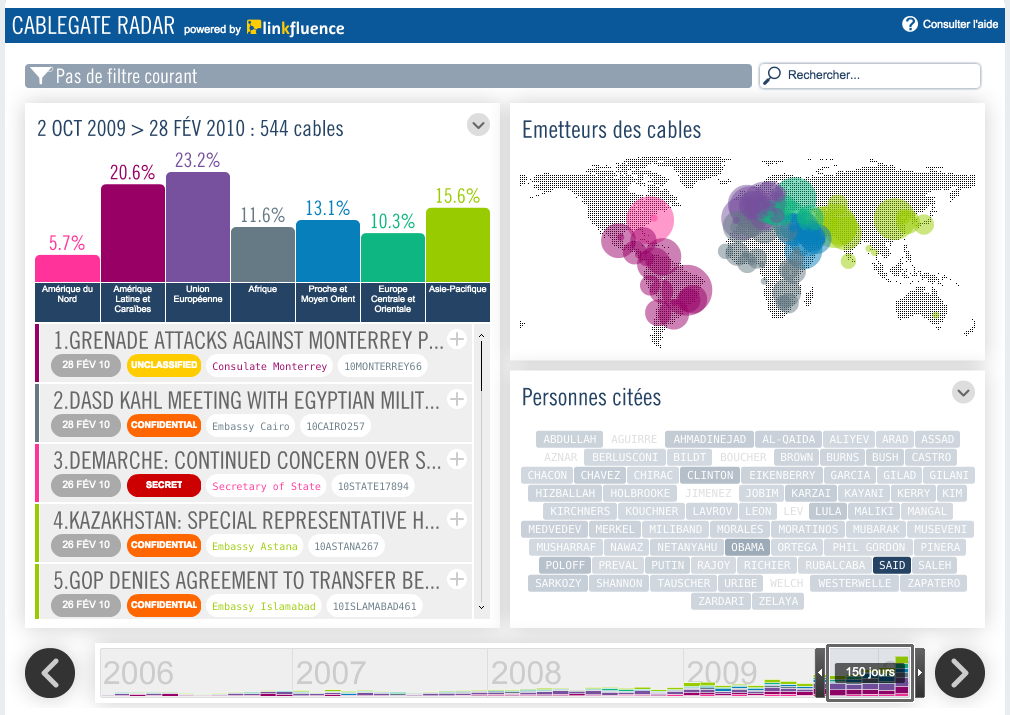 CABLEGATE RADAR powered by linkfluence
Consulter l'aide
Pas de filtre courant
Rechercher...
2 OCT 2009 > 28 FÉV 2010 : 544 cables
5.7%
20.6%
23.2%
11.6%
13.1%
10.3%
15.6%
Amérique du Nord
Amérique Latine et Caraïbes
Union Européenne
Afrique
Proche et Moyen Orient
Europe Centrale et Orientale
Asie-Pacifique
1.GRENADE ATTACKS AGAINST MONTERREY P...
28 FÉV 10 UNCLASSIFIED Consulate Monterrey 10MONTERREY66
2.DASD KAHL MEETING WITH EGYPTIAN MILIT...
28 FÉV 10 CONFIDENTIAL Embassy Cairo 10CAIRO257
3.DEMARCHE: CONTINUED CONCERN OVER S...
26 FÉV 10 SECRET Secretary of State 10STATE17894
4.KAZAKHSTAN: SPECIAL REPRESENTATIVE H...
26 FÉV 10 CONFIDENTIAL Embassy Astana 10ASTANA267
5.GOP DENIES AGREEMENT TO TRANSFER BE...
26 FÉV 10 CONFIDENTIAL Embassy Islamabad 10ISLAMABAD461
Emetteurs des cables
Personnes citées
ABDULLAH AGUIRRE AHMADINEJAD AL-QAIDA ALIYEV ARAD ASSAD
AZNAR BERLUSCONI BILDT BOUCHER BROWN BURNS BUSH CASTRO
CHACON CHAVEZ CHIRAC CLINTON EIKENBERRY GARCIA GILAD GILANI
HIZBALLAH HOLBROOKE JIMENEZ JOBIM KARZAI KAYANI KERRY KIM
KIRCHNERS KOUCHNER LAVROV LEON LEV LULA MALIKI MANGAL
MEDVEDEV MERKEL MILIBAND MORALES MORATINOS MUBARAK MUSEVENI
MUSHARRAF NAWAZ NETANYAHU OBAMA ORTEGA PHIL GORDON PINERA
POLOFF PREVAL PUTIN RAJOY RICHIER RUBALCABA SAID SALEH
SARKOZY SHANNON TAUSCHER URIBE WELCH WESTERWELLE ZAPATERO
ZARDARI ZELAYA
2006
2007
2008
2009
150 jours